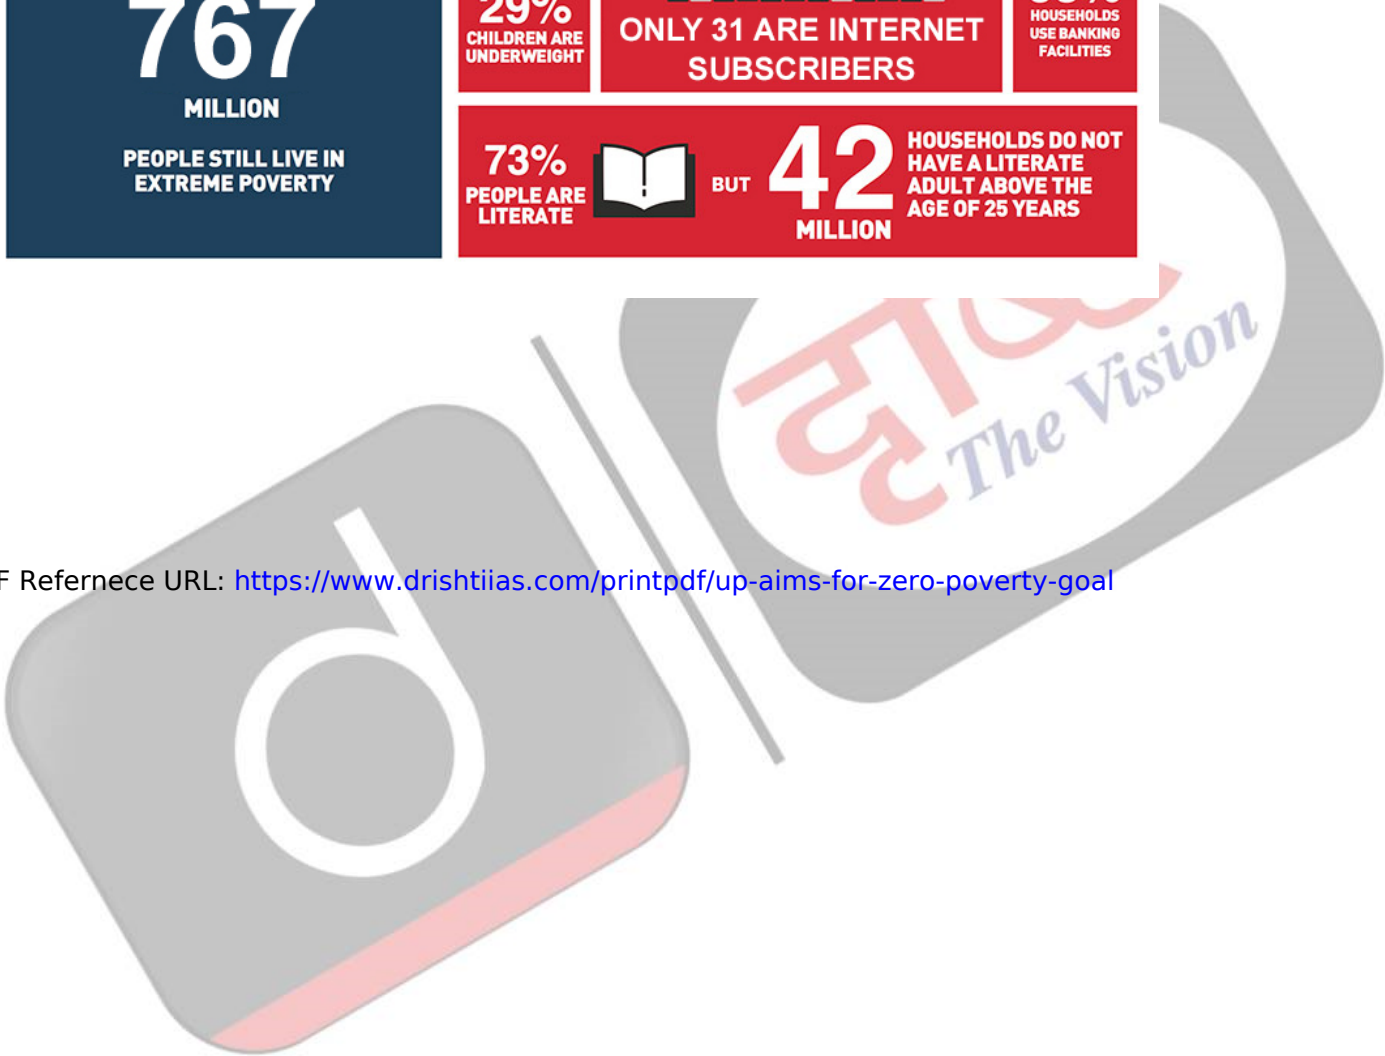 767
MILLION
PEOPLE STILL LIVE IN
EXTREME POVERTY
29%
CHILDREN ARE
UNDERWEIGHT
ONLY 31 ARE INTERNET
SUBSCRIBERS
HOUSEHOLDS
USE BANKING
FACILITIES
73%
PEOPLE ARE
LITERATE
BUT
42
MILLION
HOUSEHOLDS DO NOT
HAVE A LITERATE
ADULT ABOVE THE
AGE OF 25 YEARS
The Vision
F Refernece URL: https://www.drishtiias.com/printpdf/up-aims-for-zero-poverty-goal
d